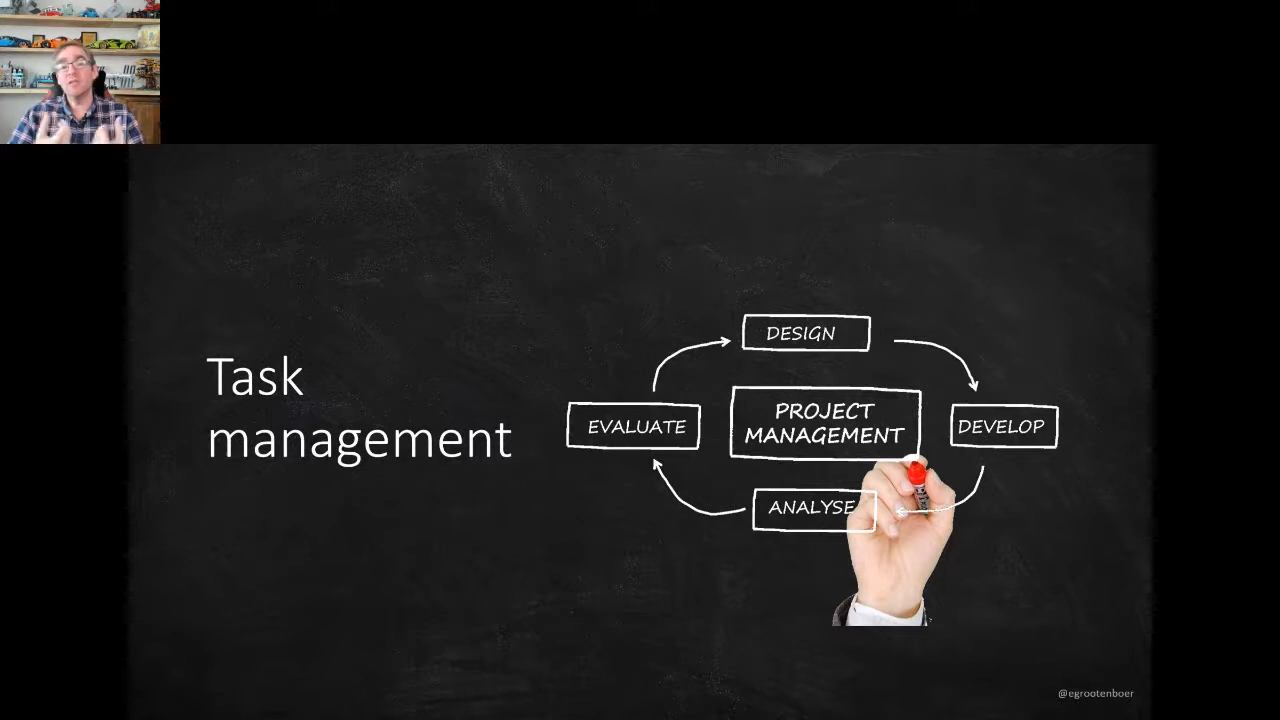 Task
management
DESIGN
EVALUATE
PROJECT
MANAGEMENT
DEVELOP
ANALYSE
@egrootenboer